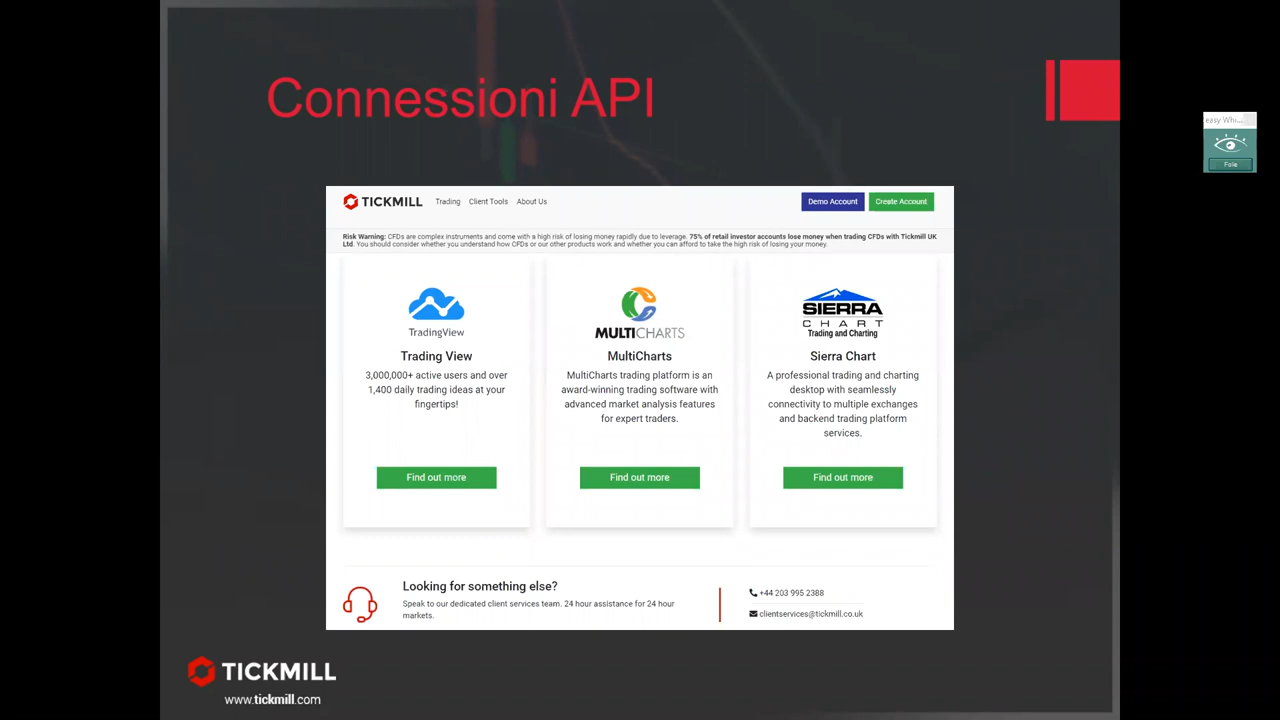 Connessioni API
easy Whi...
Fole
TICKMILL Trading Client Tools About Us Demo Account Create Account
Risk Warning: CFDs are complex instruments and come with a high risk of losing money rapidly due to leverage. 75% of retail investor accounts lose money when trading CFDs with Tickmill UK
Ltd. You should consider whether you understand how CFDs or our other products work and whether you can afford to take the high risk of losing your money.
TradingView
Trading View
3,000,000+ active users and over
1,400 daily trading ideas at your
fingertips!
Find out more
MULTICHARTS
MultiCharts
MultiCharts trading platform is an
award-winning trading software with
advanced market analysis features
for expert traders.
Find out more
SIERRA
CHART
Trading and Charting
Sierra Chart
A professional trading and charting
desktop with seamlessly
connectivity to multiple exchanges
and backend trading platform
services.
Find out more
Looking for something else?
Speak to our dedicated client services team. 24 hour assistance for 24 hour
markets.
+44 203 995 2388
clientservices@tickmill.co.uk
TICKMILL
www.tickmill.com